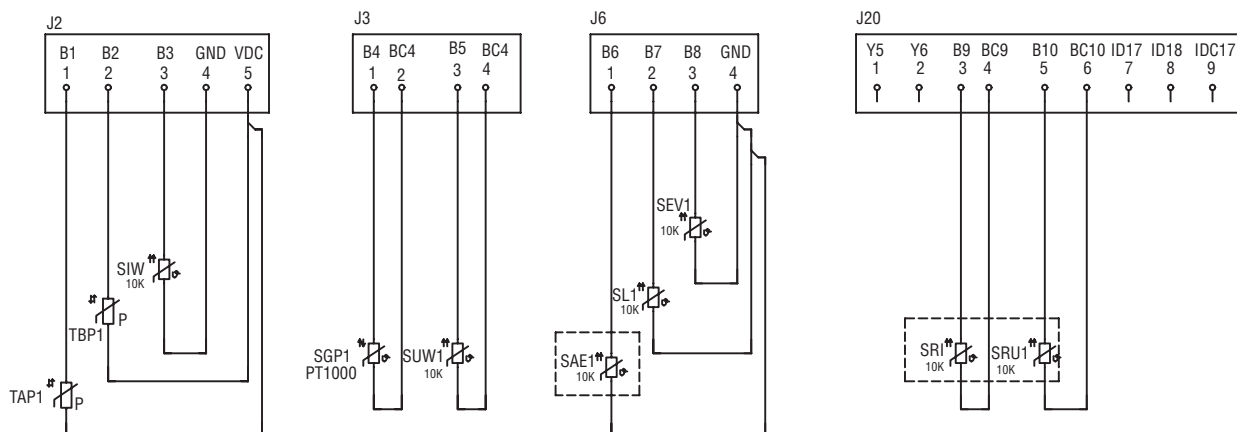 J2
B1 B2 B3 GND VDC
1 2 3 4 5
SIW
10K
TBP1 P
TAP1 P
J3
B4 BC4 B5 BC4
1 2 3 4
SGP1
PT1000
SUW1
10K
J6
B6 B7 B8 GND
1 2 3 4
SEV1
10K
SL1
10K
SAE1
10K
J20
Y5 Y6 B9 BC9 B10 BC10 ID17 ID18 IDC17
1 2 3 4 5 6 7 8 9
SRI
10K
SRU1
10K